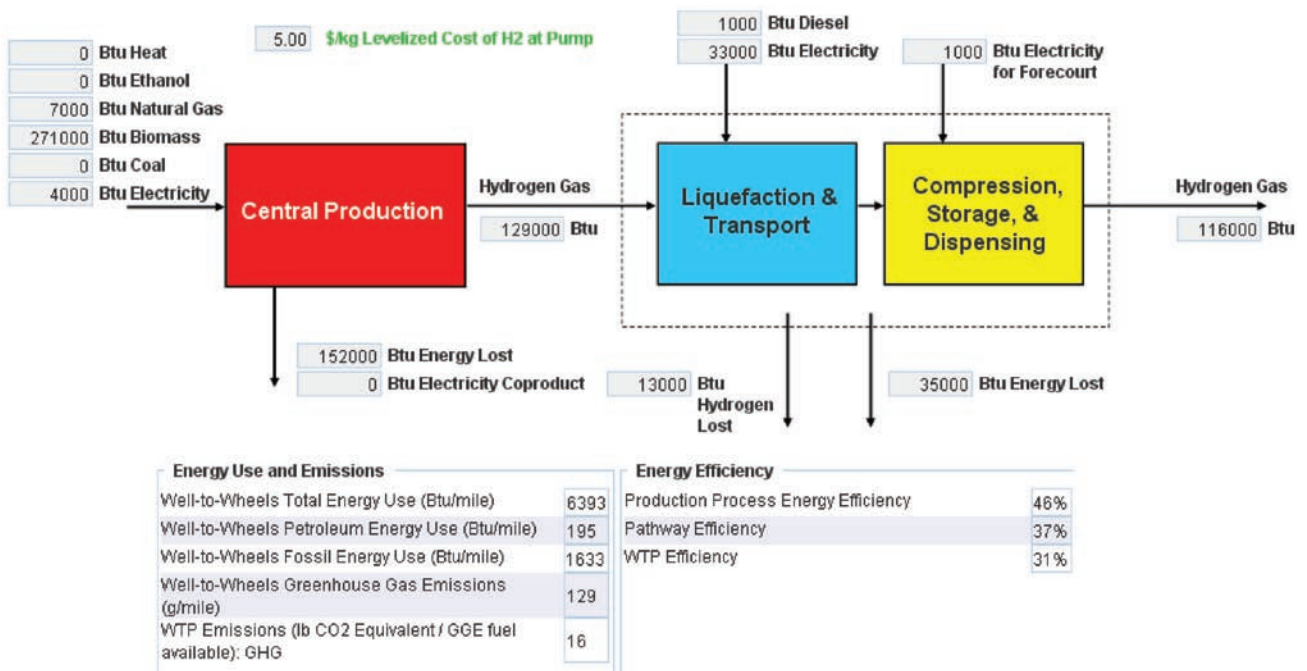 5.00 $/kg Levelized Cost of H2 at Pump
0 Btu Heat
0 Btu Ethanol
7000 Btu Natural Gas
271000 Btu Biomass
0 Btu Coal
4000 Btu Electricity
Central Production
Hydrogen Gas
129000 Btu
1000 Btu Diesel
33000 Btu Electricity
1000 Btu Electricity
for Forecourt
Liquefaction &
Transport
Compression,
Storage, &
Dispensing
Hydrogen Gas
116000 Btu
152000 Btu Energy Lost
0 Btu Electricity Coproduct
13000 Btu
Hydrogen
Lost
35000 Btu Energy Lost
Energy Use and Emissions
Well-to-Wheels Total Energy Use (Btu/mile) 6393
Well-to-Wheels Petroleum Energy Use (Btu/mile) 195
Well-to-Wheels Fossil Energy Use (Btu/mile) 1633
Well-to-Wheels Greenhouse Gas Emissions
(g/mile) 129
WTP Emissions (lb CO2 Equivalent / GGE fuel
available): GHG 16
Energy Efficiency
Production Process Energy Efficiency 46%
Pathway Efficiency 37%
WTP Efficiency 31%